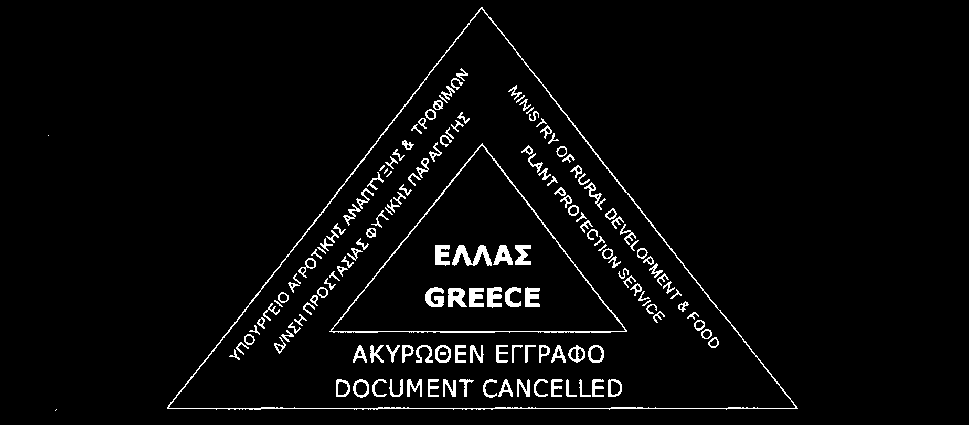 ΥΠΟΥΡΓΕΙΟ ΑΓΡΟΤΙΚΗΣ ΑΝΑΠΤΥΞΗΣ & ΤΡΟΦΙΜΩΝ
Δ/ΝΣΗ ΠΡΟΣΤΑΣΙΑΣ ΦΥΤΙΚΗΣ ΠΑΡΑΓΩΓΗΣ
MINISTRY OF RURAL DEVELOPMENT & FOOD
PLANT PROTECTION SERVICE
ΕΛΛΑΣ
GREECE
ΑΚΥΡΩΘΕΝ ΕΓΓΡΑΦΟ
DOCUMENT CANCELLED